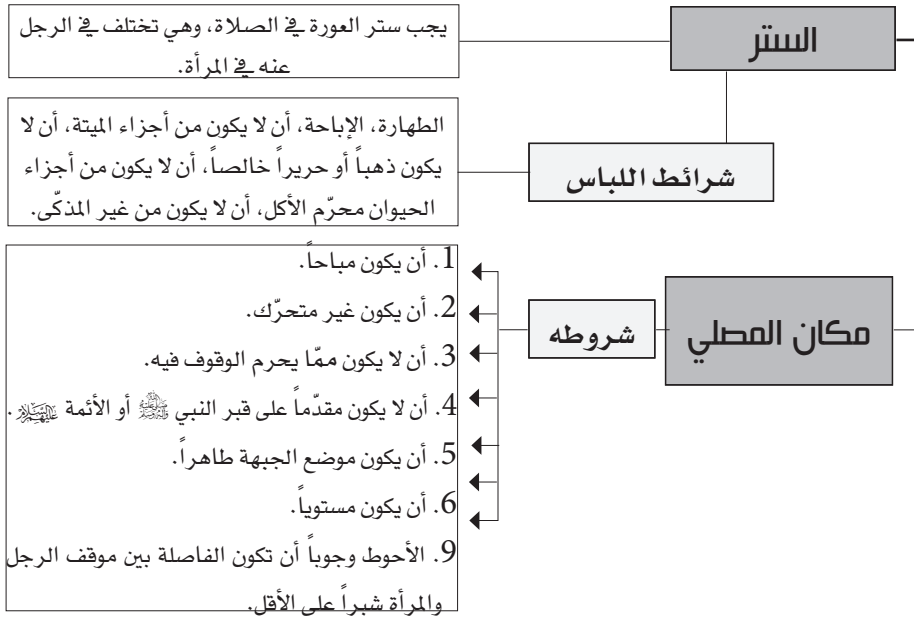 الستر
يجب ستر العورة في الصلاة، وهي تختلف في الرجل
عنه في المرأة.
شرائط اللباس
الطهارة، الإباحة، أن لا يكون من أجزاء الميتة، أن لا
يكون ذهباً أو حريراً خالصاً، أن لا يكون من أجزاء
الحيوان محرّم الأكل، أن لا يكون من غير المذكّى.
مكان المصلي
شروطه
1. أن يكون مباحاً.
2. أن يكون غير متحرّك.
3. أن لا يكون ممّا يحرم الوقوف فيه.
4. أن لا يكون مقدّماً على قبر النبي ﷺ أو الأئمة عليهم السلام.
5. أن يكون موضع الجبهة طاهراً.
6. أن يكون مستوياً.
9. الأحوط وجوباً أن تكون الفاصلة بين موقف الرجل
والمرأة شبراً على الأقل.